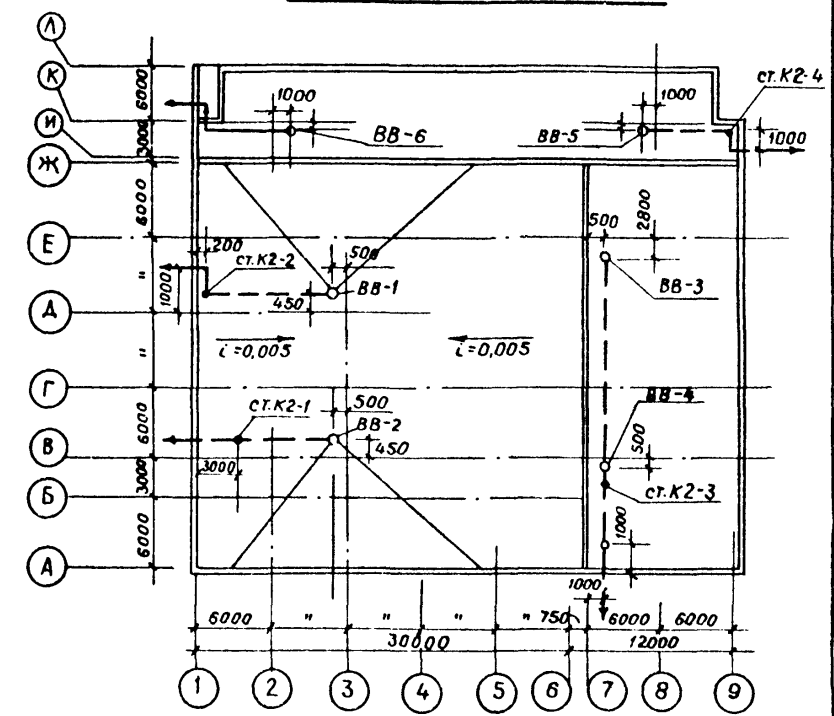 Л
К
И
Ж
Е
Д
Г
В
Б
А
6000
3000
6000
"
"
6000
3000
6000
1000
ВВ-6
1000
ст.К2-4
ВВ-5
1000
200
ст.К2-2
500
ВВ-1
1000
450
500
2800
ВВ-3
i=0,005
i=0,005
ст.К2-1
500
ВВ-2
450
3000
ВВ-4
500
ст.К2-3
1000
1000
6000 " " " " 750 6000 6000
30000 12000
1 2 3 4 5 6 7 8 9